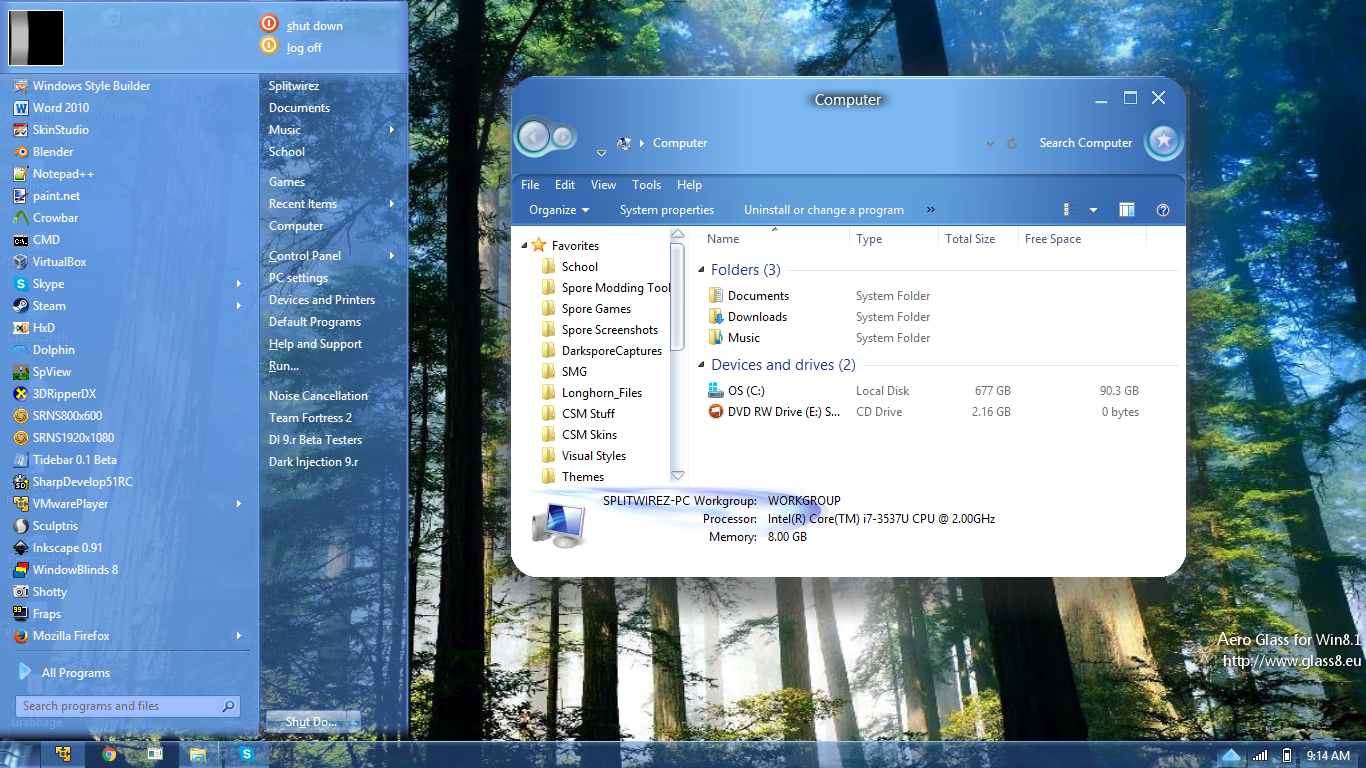 shut down
log off
Windows Style Builder
Word 2010
SkinStudio
Blender
Notepad++
paint.net
Crowbar
CMD
VirtualBox
Skype
Steam
HxD
Dolphin
SpView
3DRipperDX
SRNS800x600
SRNS1920x1080
Tidebar 0.1 Beta
SharpDevelop51RC
VMwarePlayer
Sculptris
Inkscape 0.91
WindowBlinds 8
Shotty
Fraps
Mozilla Firefox
All Programs
Search programs and files
Splitwirez
Documents
Music
School
Games
Recent Items
Computer
Control Panel
PC settings
Devices and Printers
Default Programs
Help and Support
Run...
Noise Cancellation
Team Fortress 2
DI 9.r Beta Testers
Dark Injection 9.r
Shut Do...
Computer
Computer Search Computer
File Edit View Tools Help
Organize System properties Uninstall or change a program »
Favorites
School
Spore Modding Tool
Spore Games
Spore Screenshots
DarksporeCaptures
SMG
Longhorn_Files
CSM Stuff
CSM Skins
Visual Styles
Themes
Name Type Total Size Free Space
Folders (3)
Documents System Folder
Downloads System Folder
Music System Folder
Devices and drives (2)
OS (C:) Local Disk 677 GB 90.3 GB
DVD RW Drive (E:) S... CD Drive 2.16 GB 0 bytes
SPLITWIREZ-PC Workgroup: WORKGROUP
Processor: Intel(R) Core(TM) i7-3537U CPU @ 2.00GHz
Memory: 8.00 GB
Aero Glass for Win8.1
http://www.glass8.eu
9:14 AM